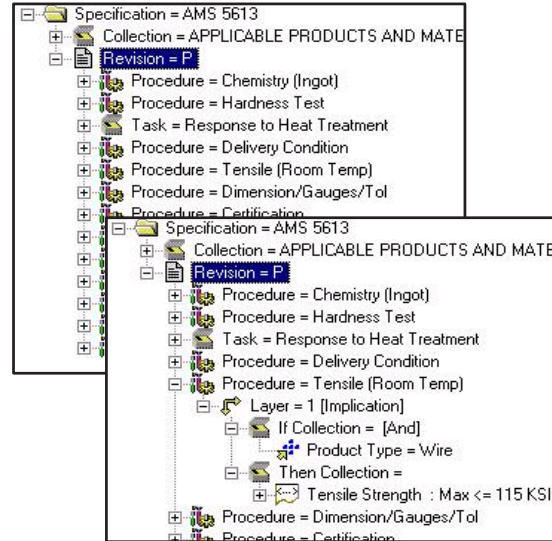 Specification = AMS 5613
Collection = APPLICABLE PRODUCTS AND MATE
Revision = P
Procedure = Chemistry (Ingot)
Procedure = Hardness Test
Task = Response to Heat Treatment
Procedure = Delivery Condition
Procedure = Tensile (Room Temp)
Procedure = Dimension/Gauges/Tol
Procedure = Certification
Specification = AMS 5613
Collection = APPLICABLE PRODUCTS AND MATE
Revision = P
Procedure = Chemistry (Ingot)
Procedure = Hardness Test
Task = Response to Heat Treatment
Procedure = Delivery Condition
Procedure = Tensile (Room Temp)
Layer = 1 [Implication]
If Collection = [And]
Product Type = Wire
Then Collection =
Tensile Strength : Max <= 115 KSI
Procedure = Dimension/Gauges/Tol
Procedure = Certification